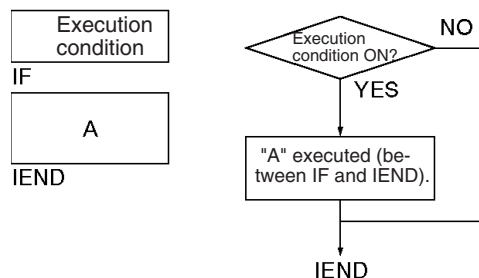 Execution
condition
IF
A
IEND
Execution
condition ON?
NO
YES
"A" executed (be-
tween IF and IEND).
IEND